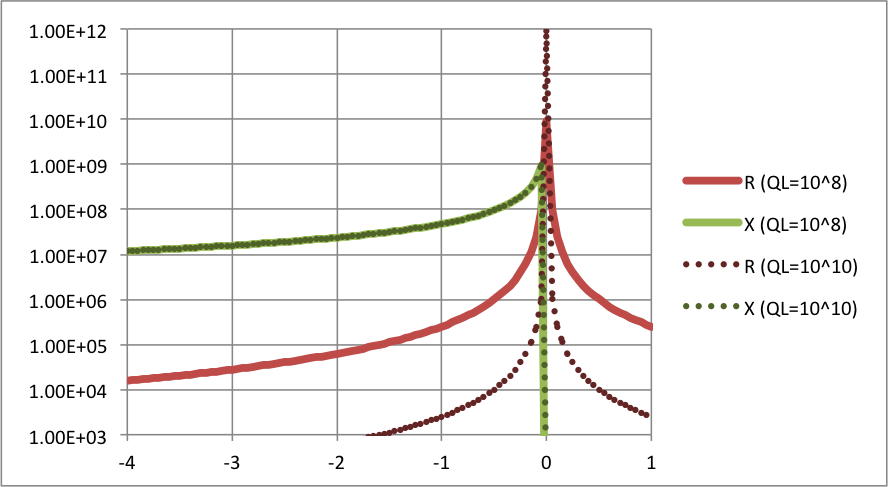 1.00E+12
1.00E+11
1.00E+10
1.00E+09
1.00E+08
1.00E+07
1.00E+06
1.00E+05
1.00E+04
1.00E+03
-4 -3 -2 -1 0 1
R (QL=10^8)
X (QL=10^8)
R (QL=10^10)
X (QL=10^10)